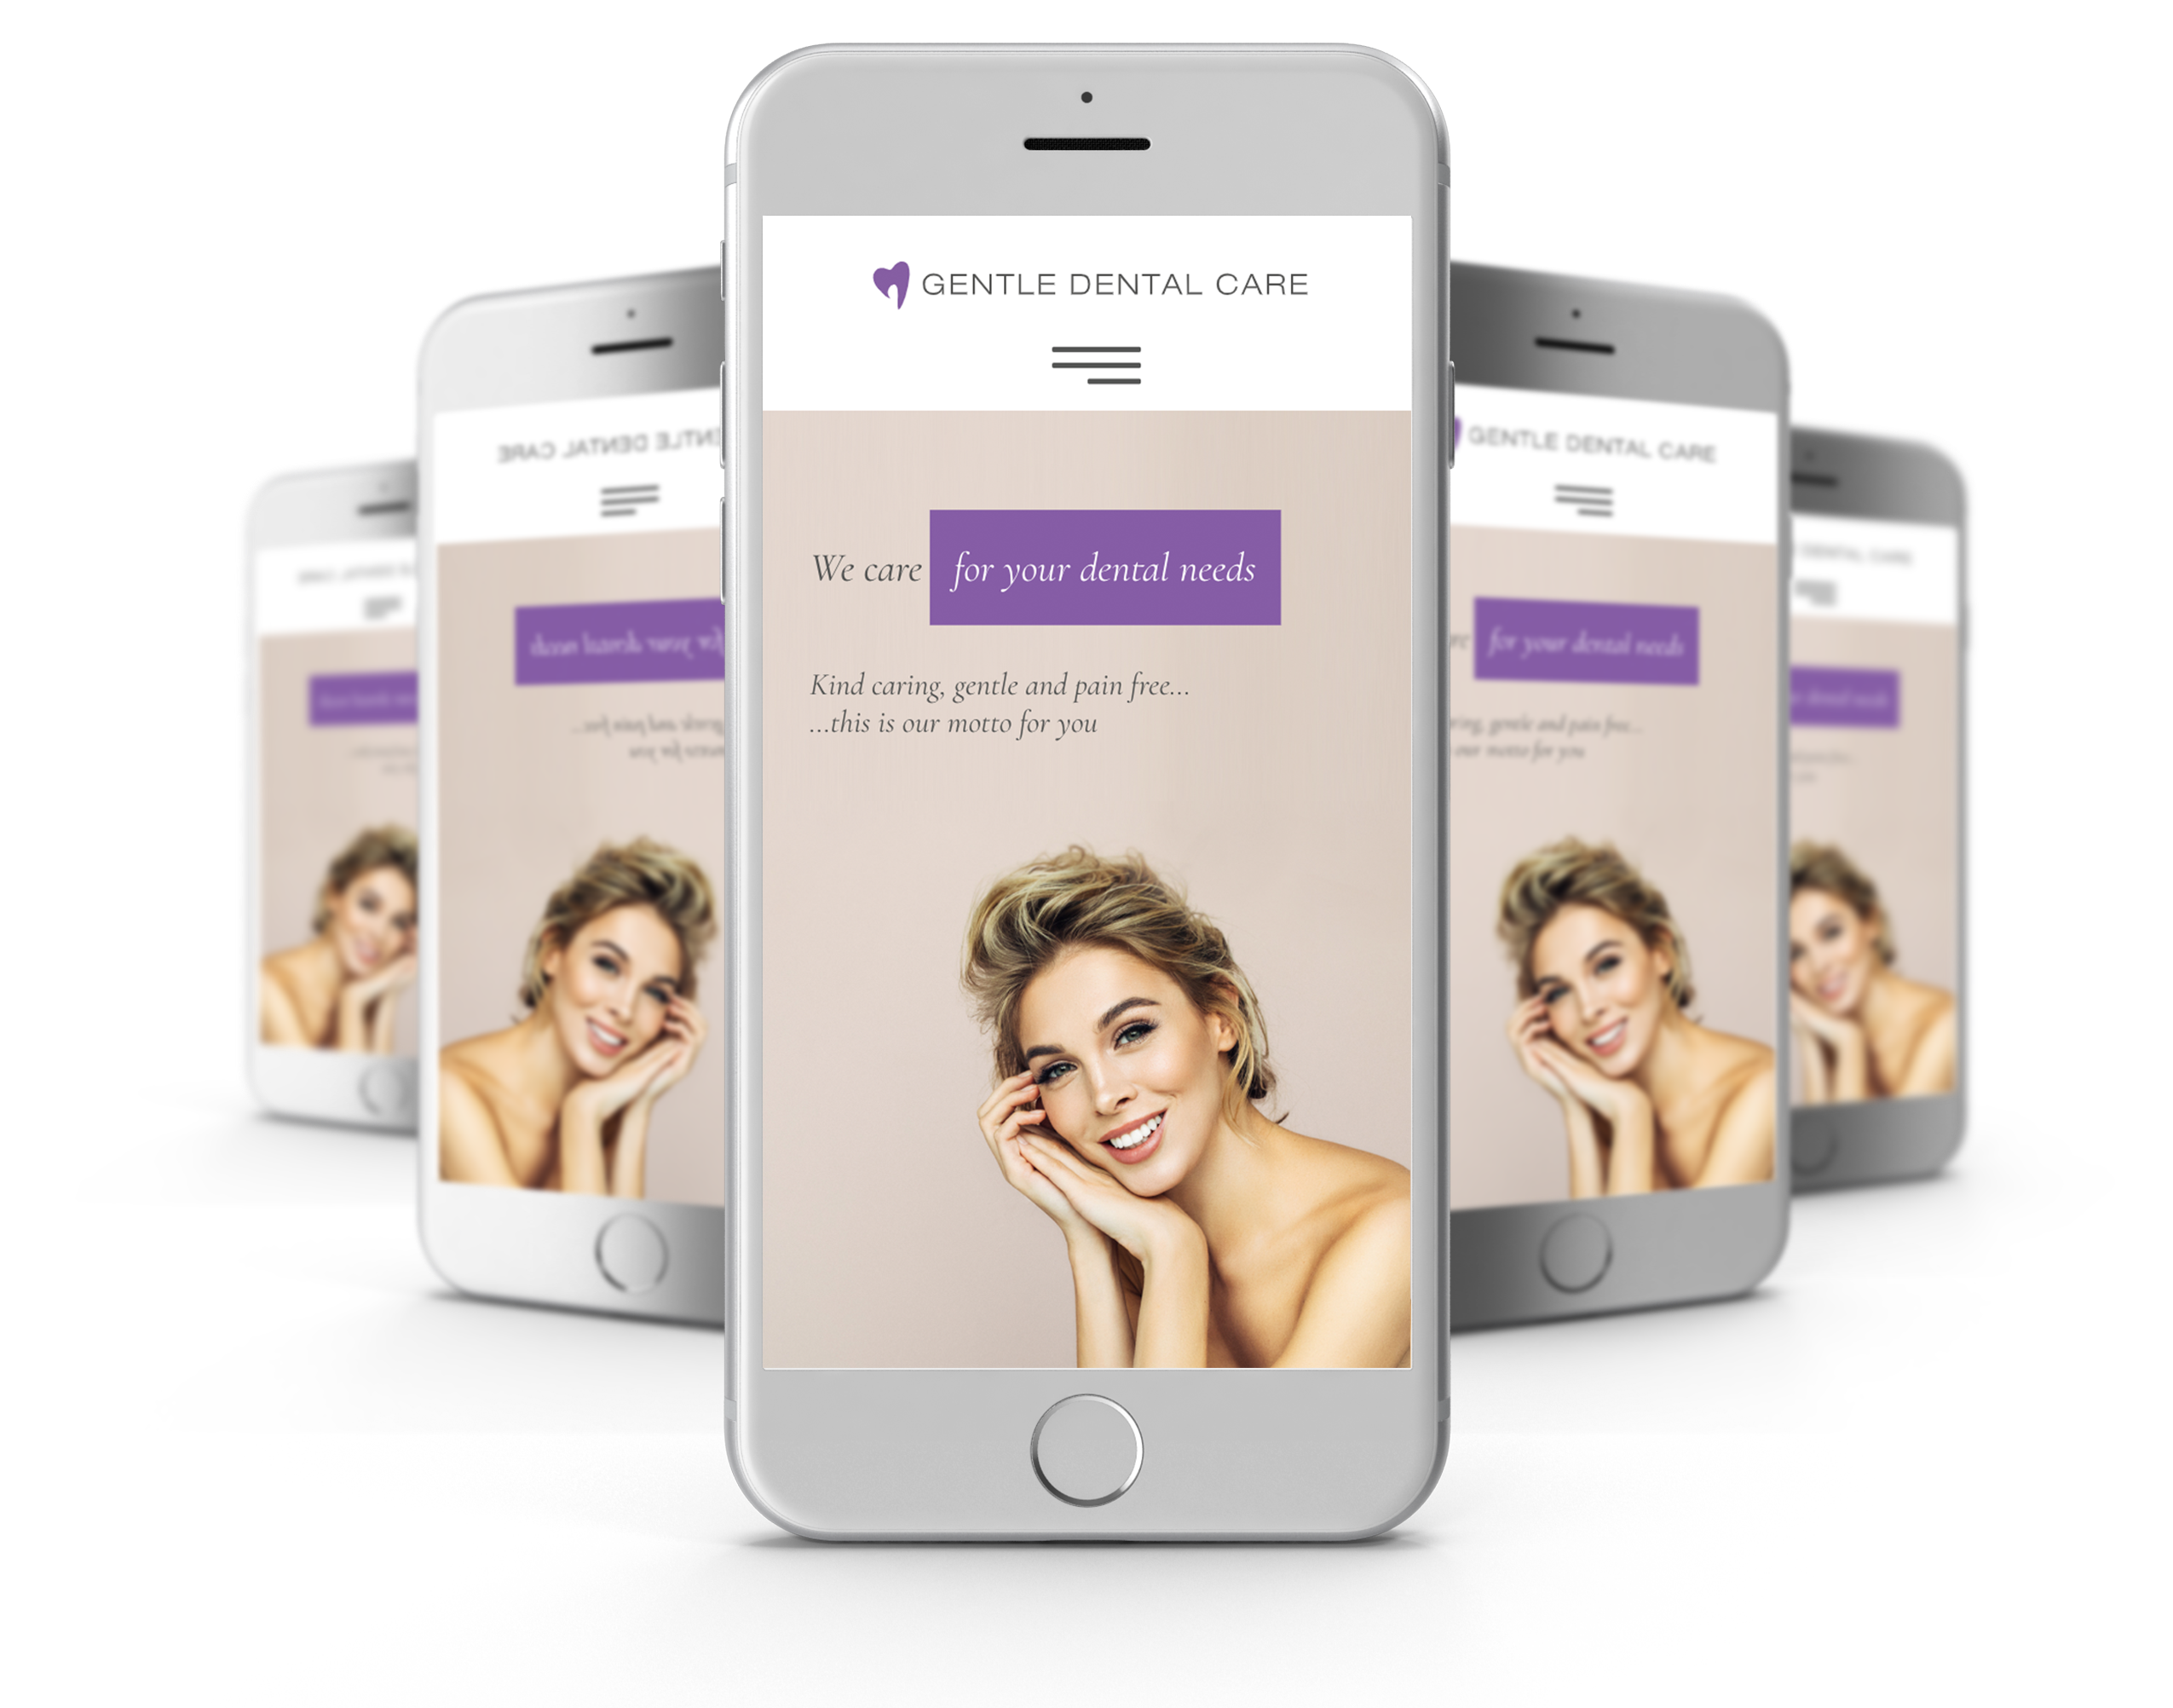 GENTLE DENTAL CARE
We care for your dental needs
Kind caring, gentle and pain free...
...this is our motto for you
GENTLE DENTAL CARE
for your dental needs
gentle and pain free...
our motto for you